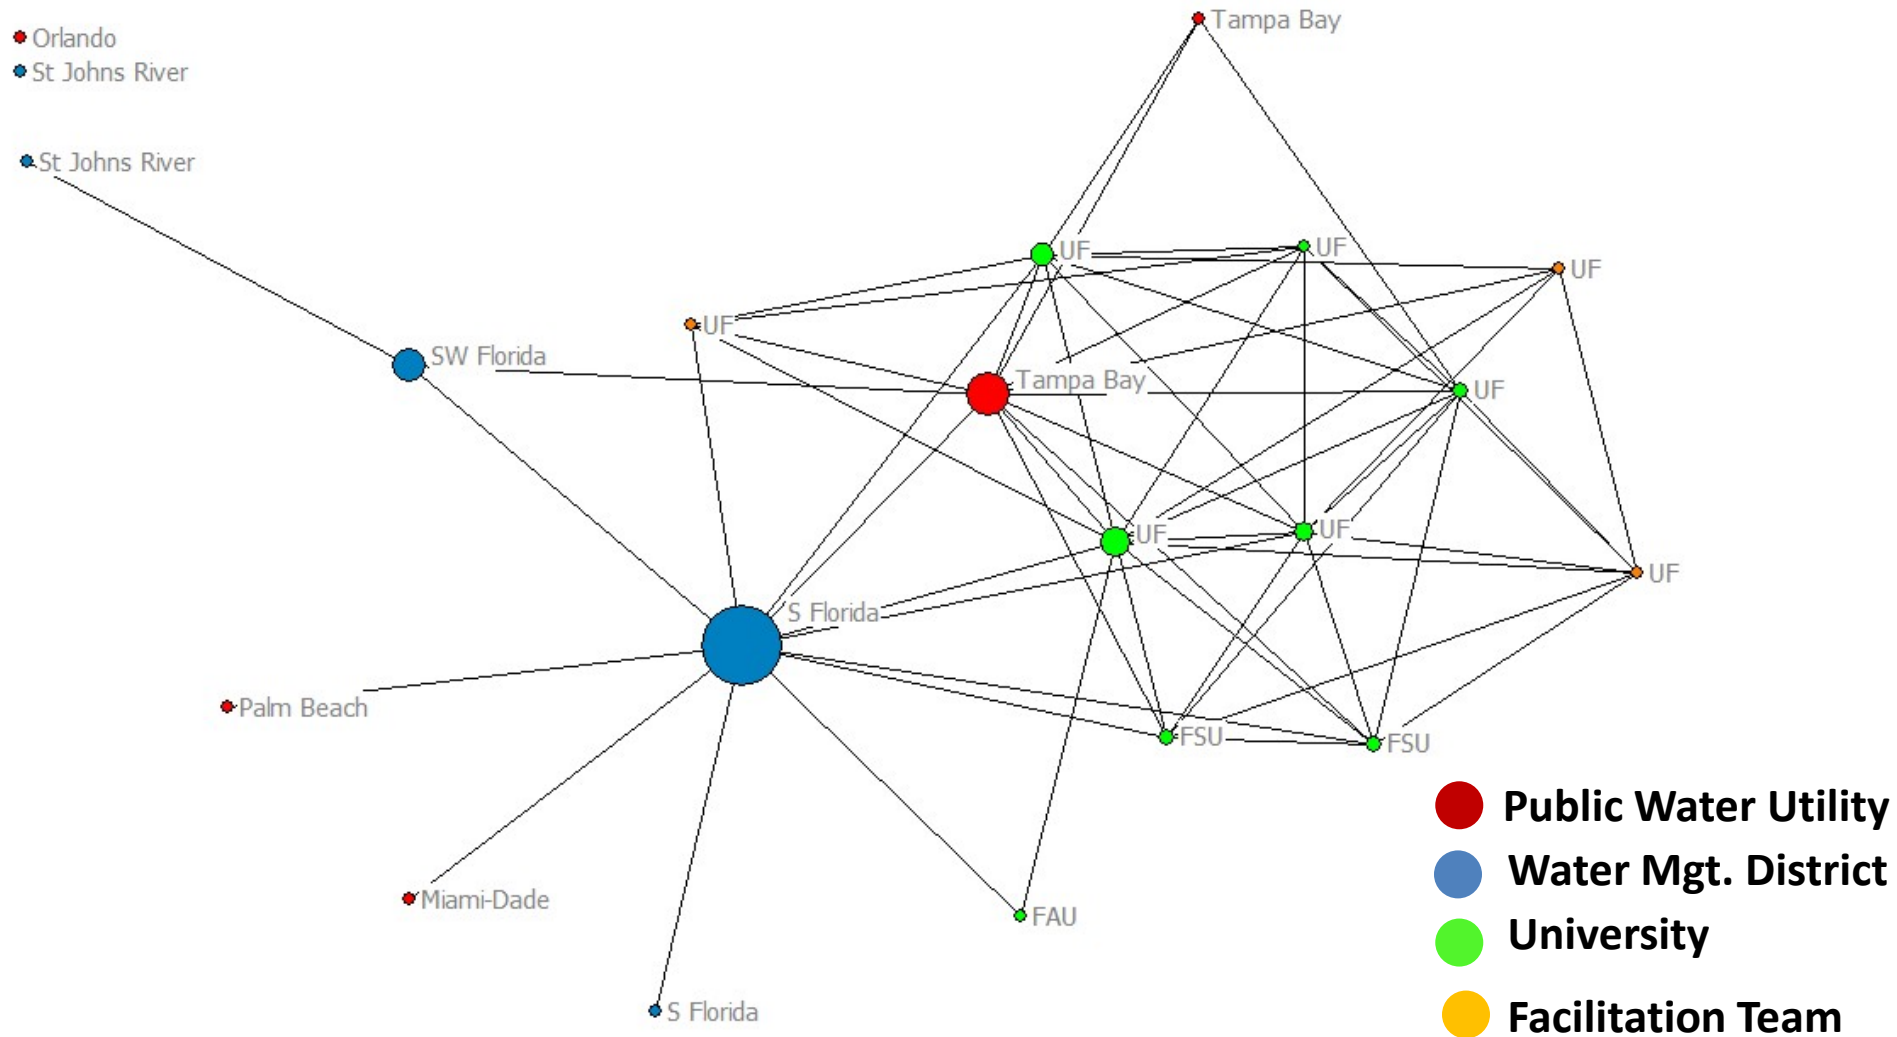 Tampa Bay
Orlando
St Johns River
St Johns River
UF
UF
UF
UF
SW Florida
Tampa Bay
UF
UF
UF
UF
S Florida
Palm Beach
FSU
FSU
Miami-Dade
FAU
S Florida
Public Water Utility
Water Mgt. District
University
Facilitation Team